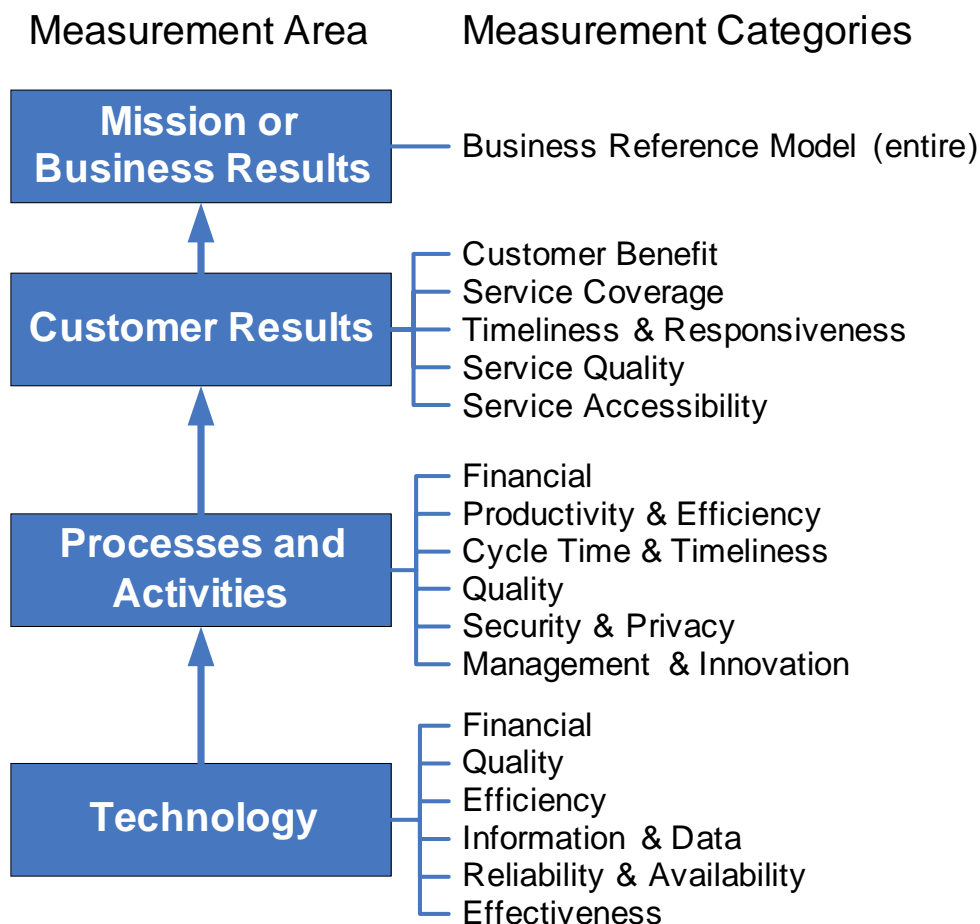 Measurement Area
Measurement Categories
Mission or
Business Results
Business Reference Model (entire)
Customer Results
Customer Benefit
Service Coverage
Timeliness & Responsiveness
Service Quality
Service Accessibility
Processes and
Activities
Financial
Productivity & Efficiency
Cycle Time & Timeliness
Quality
Security & Privacy
Management & Innovation
Technology
Financial
Quality
Efficiency
Information & Data
Reliability & Availability
Effectiveness